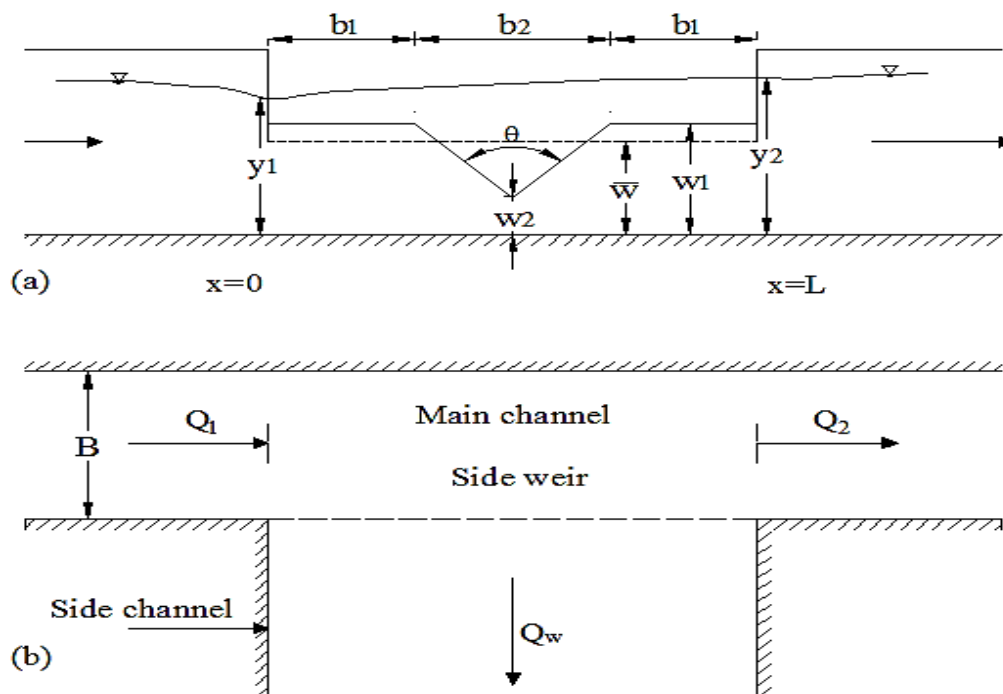 b1 b2 b1
θ
y1 w2 w̅ w1 y2
(a)
x=0 x=L
Main channel
Q1 Q2
B
Side weir
Side channel
Qw
(b)